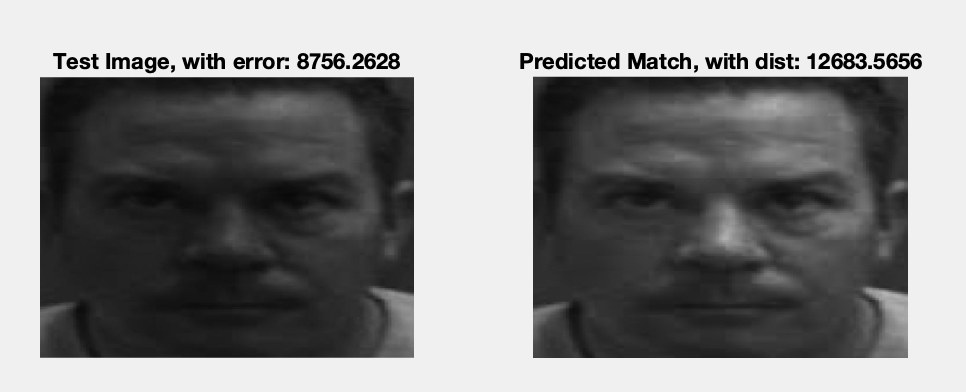 Test Image, with error: 8756.2628
Predicted Match, with dist: 12683.5656